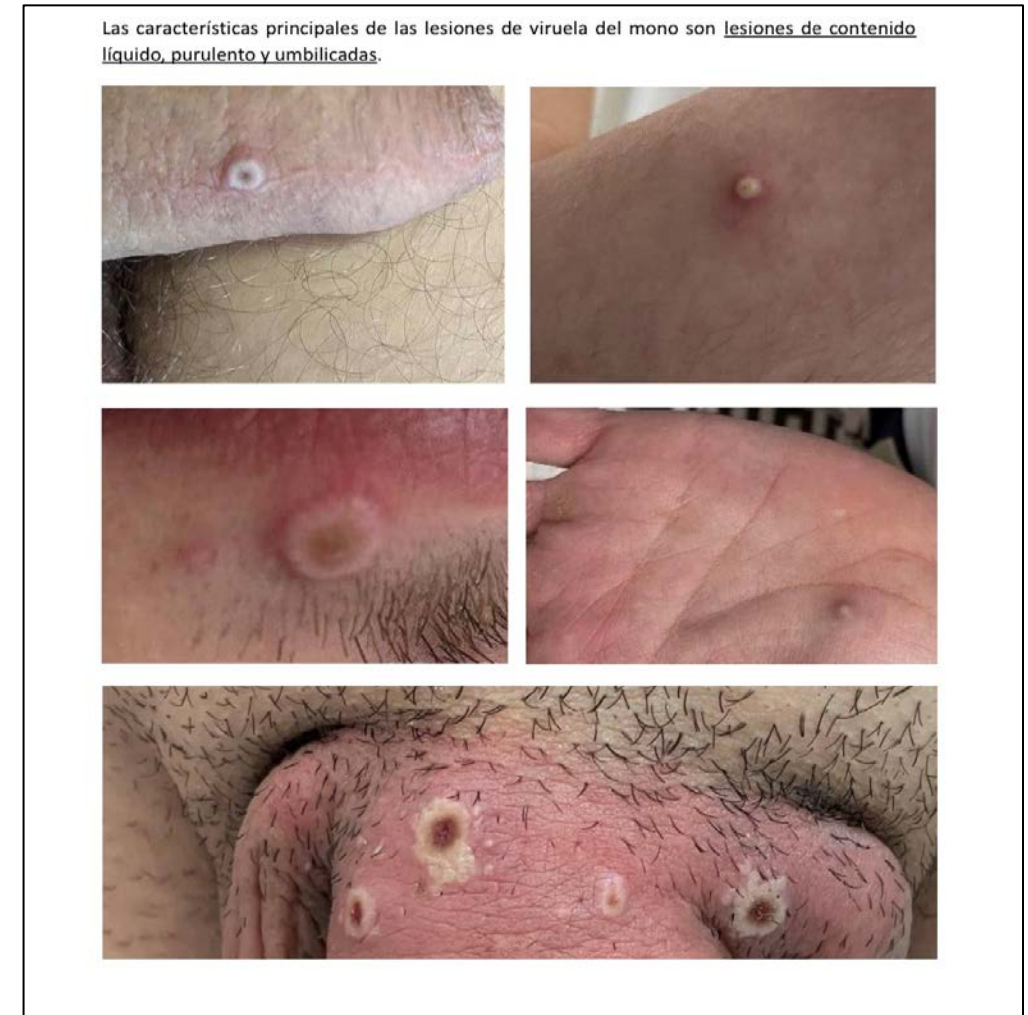 Las características principales de las lesiones de viruela del mono son lesiones de contenido
líquido, purulento y umbilicadas.